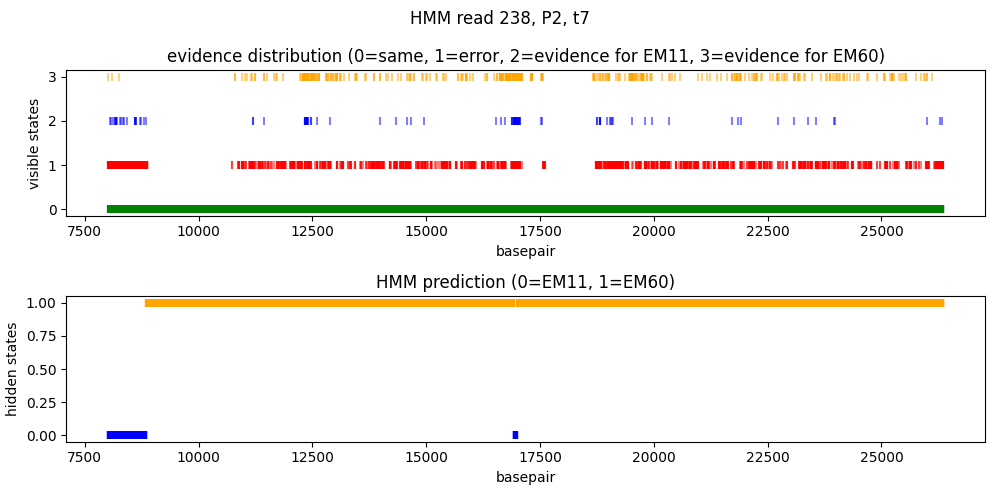 HMM read 238, P2, t7
evidence distribution (0=same, 1=error, 2=evidence for EM11, 3=evidence for EM60)
visible states
3
2
1
0
7500 10000 12500 15000 17500 20000 22500 25000
basepair
HMM prediction (0=EM11, 1=EM60)
hidden states
1.00
0.75
0.50
0.25
0.00
7500 10000 12500 15000 17500 20000 22500 25000
basepair